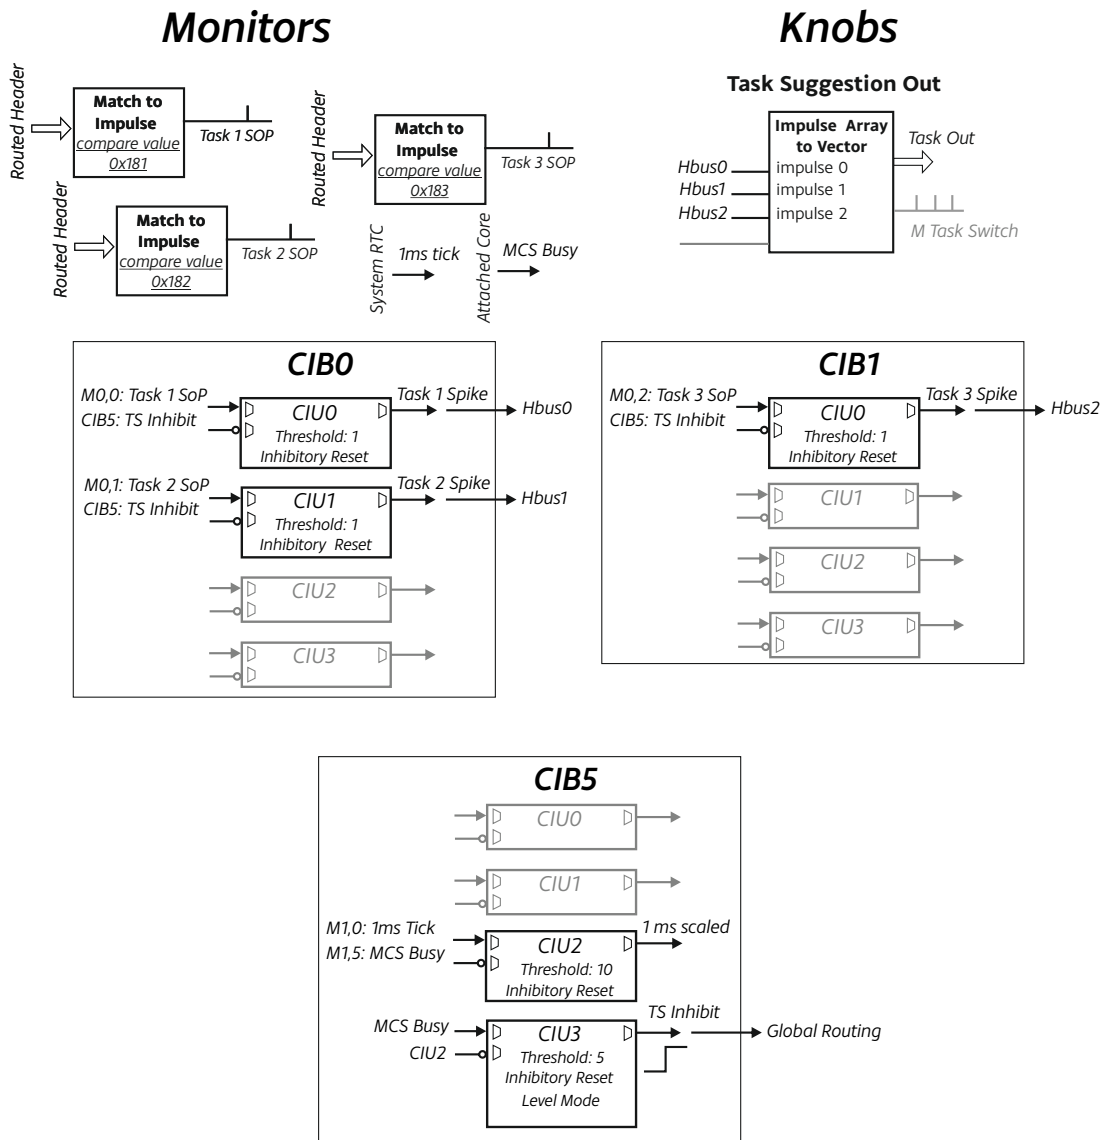 Monitors
Knobs
Routed Header
Match to
Impulse
compare value
0x181
Task 1 SOP
Routed Header
Match to
Impulse
compare value
0x183
Task 3 SOP
Routed Header
Match to
Impulse
compare value
0x182
Task 2 SOP
System RTC
1ms tick
Attached Core
MCS Busy
Task Suggestion Out
Impulse Array
to Vector
Hbus0
impulse 0
Hbus1
impulse 1
Hbus2
impulse 2
Task Out
M Task Switch
CIB0
M0,0: Task 1 SoP
CIB5: TS Inhibit
CIU0
Threshold: 1
Inhibitory Reset
Task 1 Spike
Hbus0
M0,1: Task 2 SoP
CIB5: TS Inhibit
CIU1
Threshold: 1
Inhibitory Reset
Task 2 Spike
Hbus1
CIU2
CIU3
CIB1
M0,2: Task 3 SoP
CIB5: TS Inhibit
CIU0
Threshold: 1
Inhibitory Reset
Task 3 Spike
Hbus2
CIU1
CIU2
CIU3
CIB5
CIU0
CIU1
M1,0: 1ms Tick
M1,5: MCS Busy
CIU2
Threshold: 10
Inhibitory Reset
1 ms scaled
MCS Busy
CIU2
CIU3
Threshold: 5
Inhibitory Reset
Level Mode
TS Inhibit
Global Routing